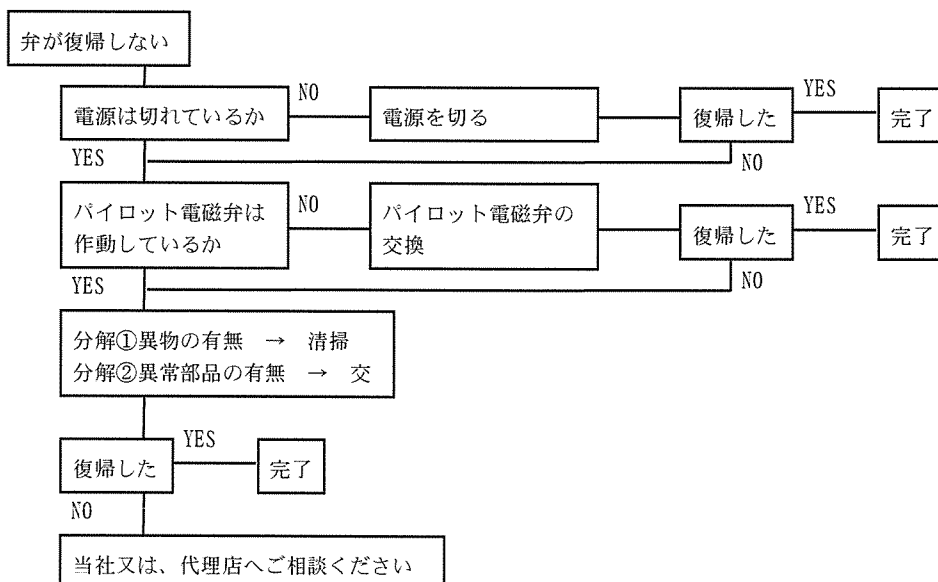 弁が復帰しない
電源は切れているか
NO
電源を切る
復帰した
YES
完了
YES
NO
パイロット電磁弁は
作動しているか
NO
パイロット電磁弁の
交換
復帰した
YES
完了
YES
NO
分解①異物の有無 → 清掃
分解②異常部品の有無 → 交
復帰した
YES
完了
NO
当社又は、代理店へご相談ください